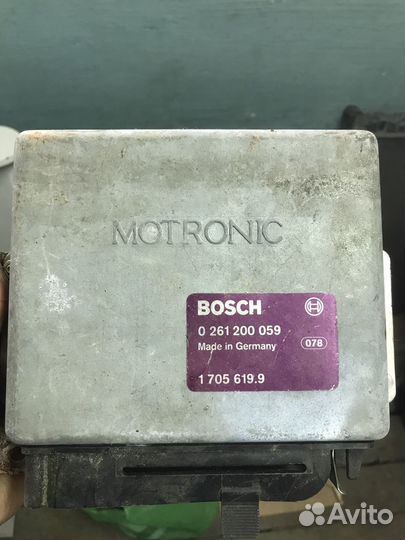 MOTRONIC
BOSCH
0 261 200 059
Made in Germany
078
1 705 619.9
Avito